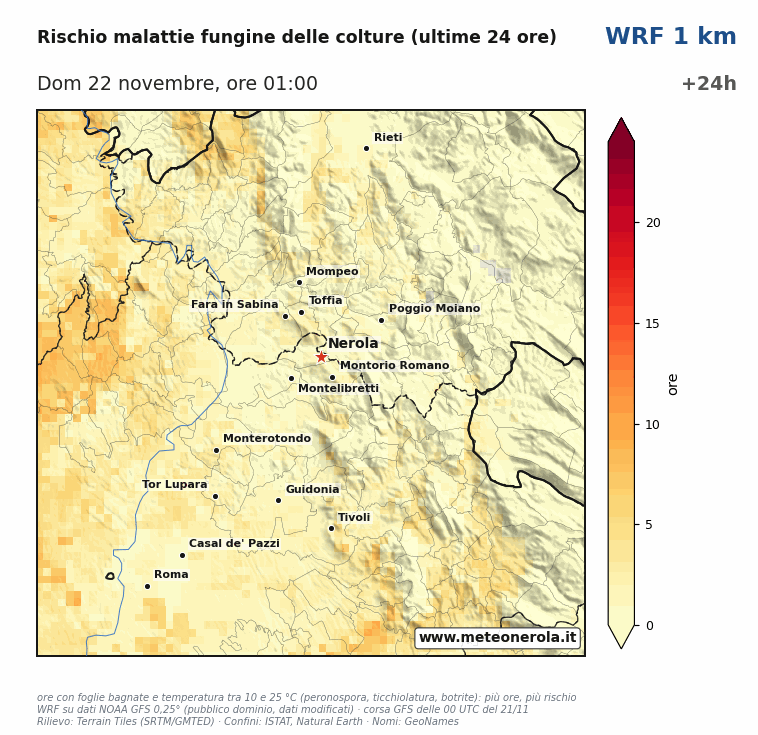 Rischio malattie fungine delle colture (ultime 24 ore)
WRF 1 km
Dom 22 novembre, ore 01:00
+24h
Rieti
Mompeo
Fara in Sabina
Toffia
Poggio Moiano
Nerola
Montorio Romano
Montelibretti
Monterotondo
Tor Lupara
Guidonia
Tivoli
Casal de' Pazzi
Roma
www.meteonerola.it
20
15
10
5
0
ore
ore con foglie bagnate e temperatura tra 10 e 25 °C (peronospora, ticchiolatura, botrite): più ore, più rischio
WRF su dati NOAA GFS 0,25° (pubblico dominio, dati modificati) · corsa GFS delle 00 UTC del 21/11
Rilievo: Terrain Tiles (SRTM/GMTED) · Confini: ISTAT, Natural Earth · Nomi: GeoNames